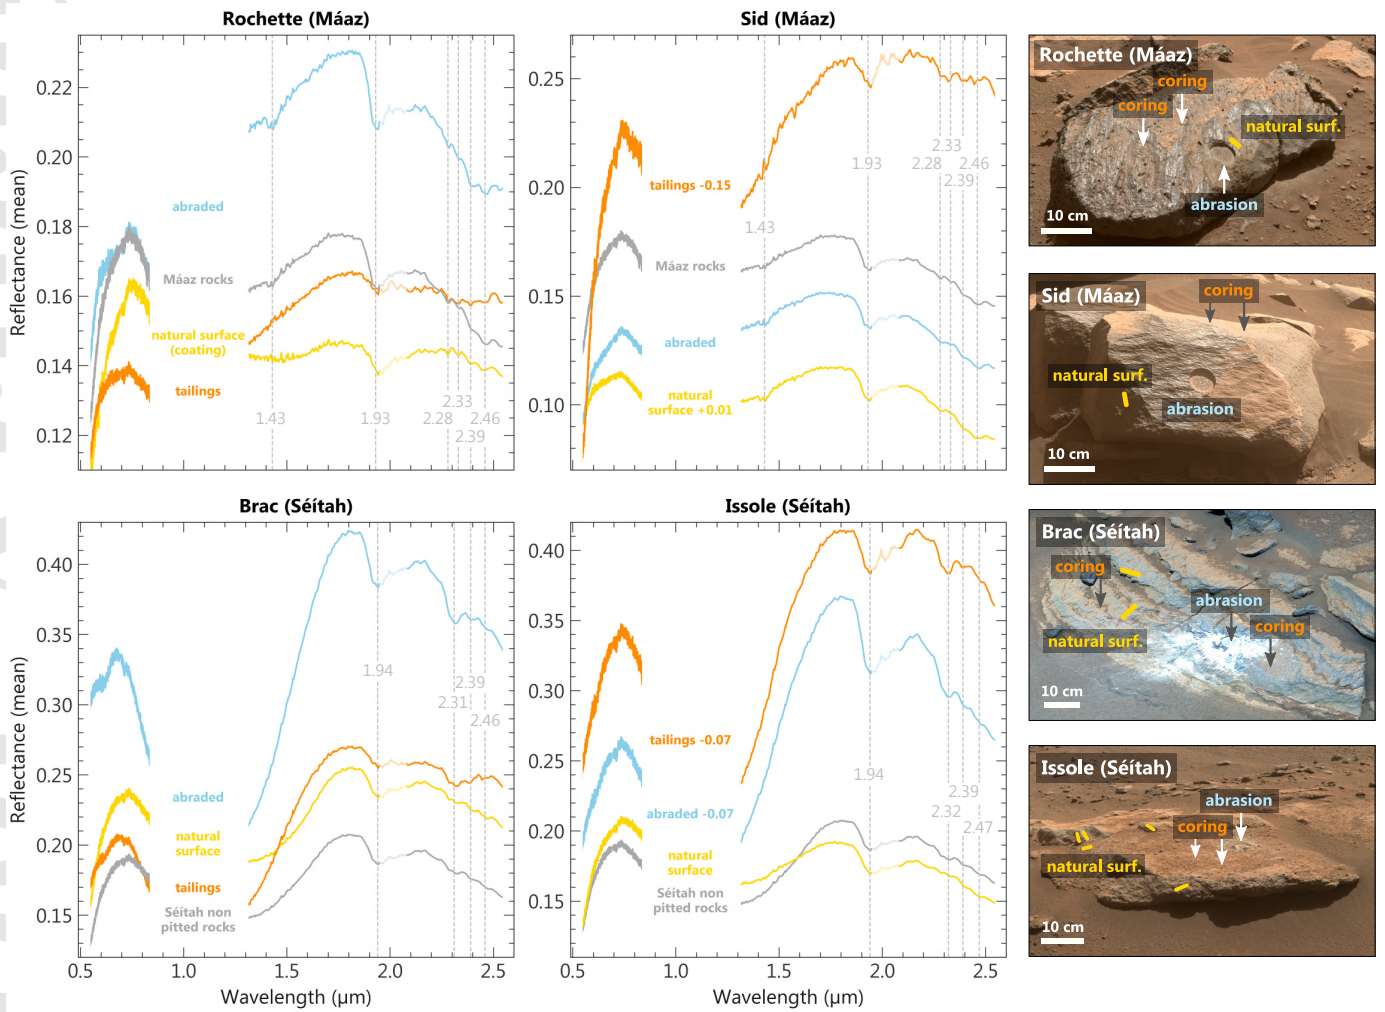 Rochette (Máaz)
Reflectance (mean)
0.22
0.20
0.18
0.16
0.14
0.12
abraded
Máaz rocks
natural surface
(coating)
tailings
1.43
1.93
2.28
2.33
2.39
2.46
Sid (Máaz)
0.25
0.20
0.15
0.10
tailings -0.15
Máaz rocks
abraded
natural
surface +0.01
1.43
1.93
2.28
2.33
2.39
2.46
Rochette (Máaz)
coring
coring
natural surf.
abrasion
10 cm
Sid (Máaz)
coring
natural surf.
abrasion
10 cm
Brac (Séítah)
Reflectance (mean)
0.40
0.35
0.30
0.25
0.20
0.15
abraded
natural
surface
tailings
Séítah non
pitted rocks
1.94
2.39
2.31
2.46
0.5
1.0
1.5
2.0
2.5
Wavelength (μm)
Issole (Séítah)
0.40
0.35
0.30
0.25
0.20
0.15
tailings -0.07
abraded -0.07
natural
surface
Séítah non
pitted rocks
1.94
2.39
2.32
2.47
0.5
1.0
1.5
2.0
2.5
Wavelength (μm)
Brac (Séítah)
coring
abrasion
coring
natural surf.
10 cm
Issole (Séítah)
abrasion
coring
natural surf.
10 cm